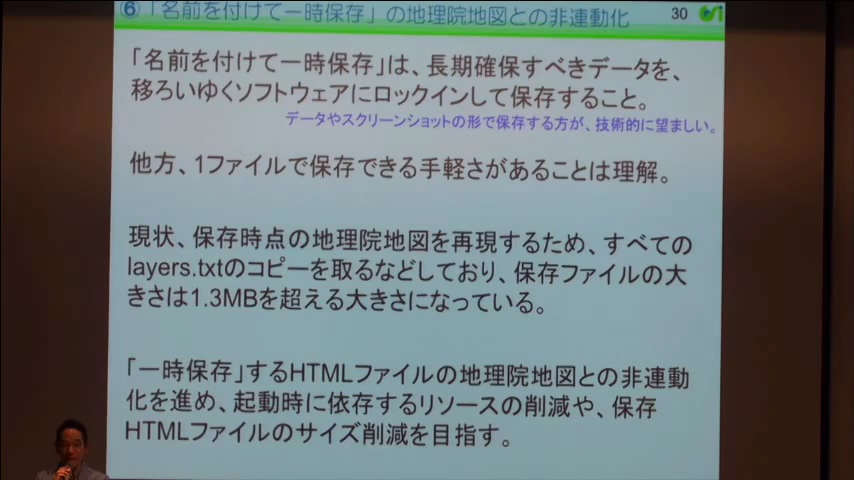 ⑥「名前を付けて一時保存」の地理院地図との非連動化
30
「名前を付けて一時保存」は、長期確保すべきデータを、
移ろいゆくソフトウェアにロックインして保存すること。
データやスクリーンショットの形で保存する方が、技術的に望ましい。
他方、1ファイルで保存できる手軽さがあることは理解。
現状、保存時点の地理院地図を再現するため、すべての
layers.txtのコピーを取るなどしており、保存ファイルの大
きさは1.3MBを超える大きさになっている。
「一時保存」するHTMLファイルの地理院地図との非連動
化を進め、起動時に依存するリソースの削減や、保存
HTMLファイルのサイズ削減を目指す。